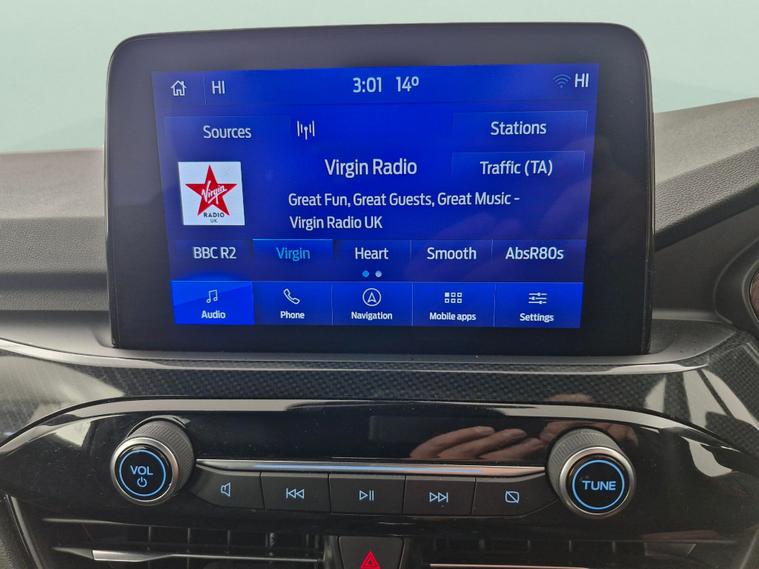 HI 3:01 14º HI
Sources Stations
Virgin Radio Traffic (TA)
Virgin
RADIO
UK
Great Fun, Great Guests, Great Music -
Virgin Radio UK
BBC R2 Virgin Heart Smooth AbsR80s
Audio Phone Navigation Mobile apps Settings
VOL TUNE